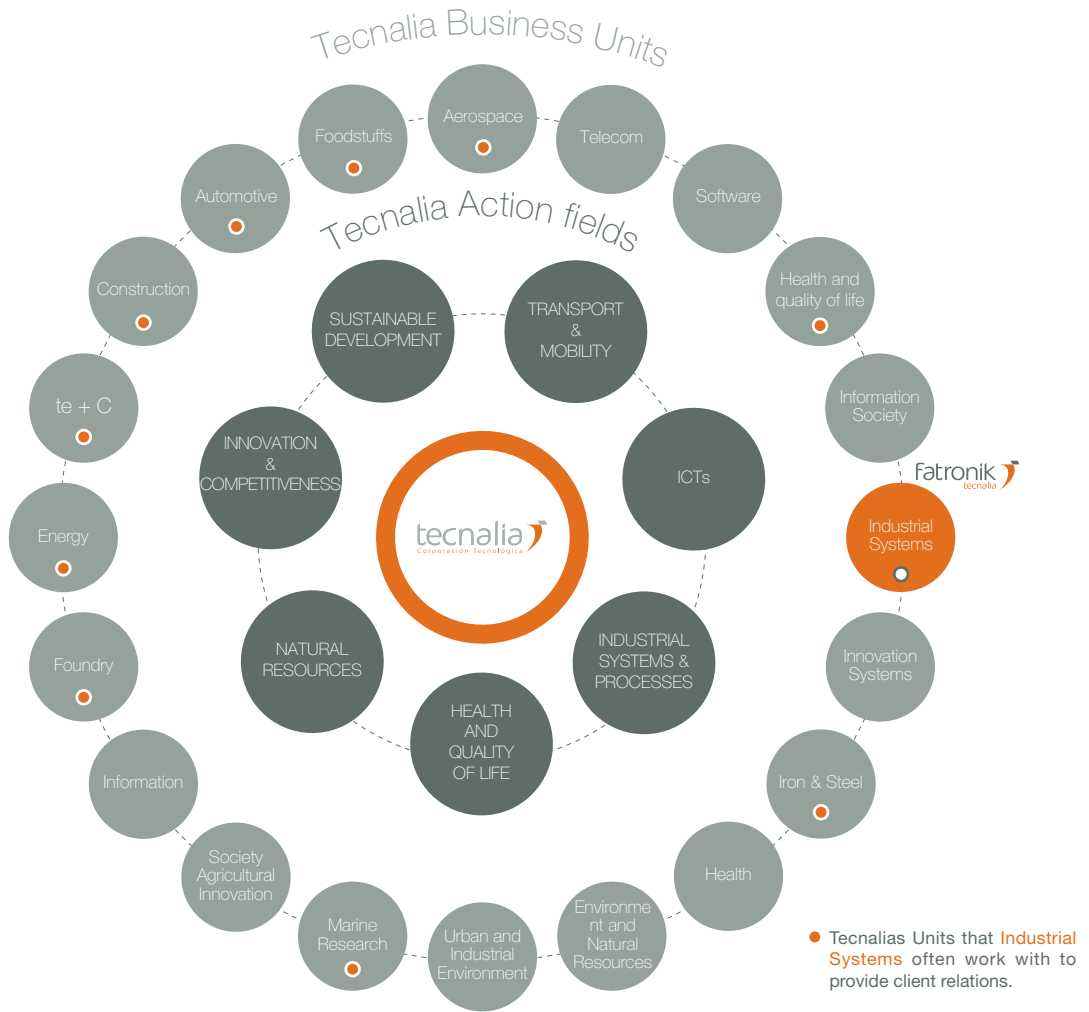 Tecnalia Business Units
Aerospace
Foodstuffs
Telecom
Automotive
Software
Tecnalia Action fields
Construction
Health and
quality of life
SUSTAINABLE
DEVELOPMENT
TRANSPORT
&
MOBILITY
te + C
Information
Society
INNOVATION
&
COMPETITIVENESS
ICTs
fatronik
tecnalia
tecnalia
Corporación Tecnológica
Energy
Industrial
Systems
NATURAL
RESOURCES
INDUSTRIAL
SYSTEMS &
PROCESSES
Foundry
Innovation
Systems
HEALTH
AND
QUALITY
OF LIFE
Information
Iron & Steel
Society
Agricultural
Innovation
Health
Marine
Research
Urban and
Industrial
Environment
Environme
nt and
Natural
Resources
Tecnalias Units that Industrial
Systems often work with to
provide client relations.